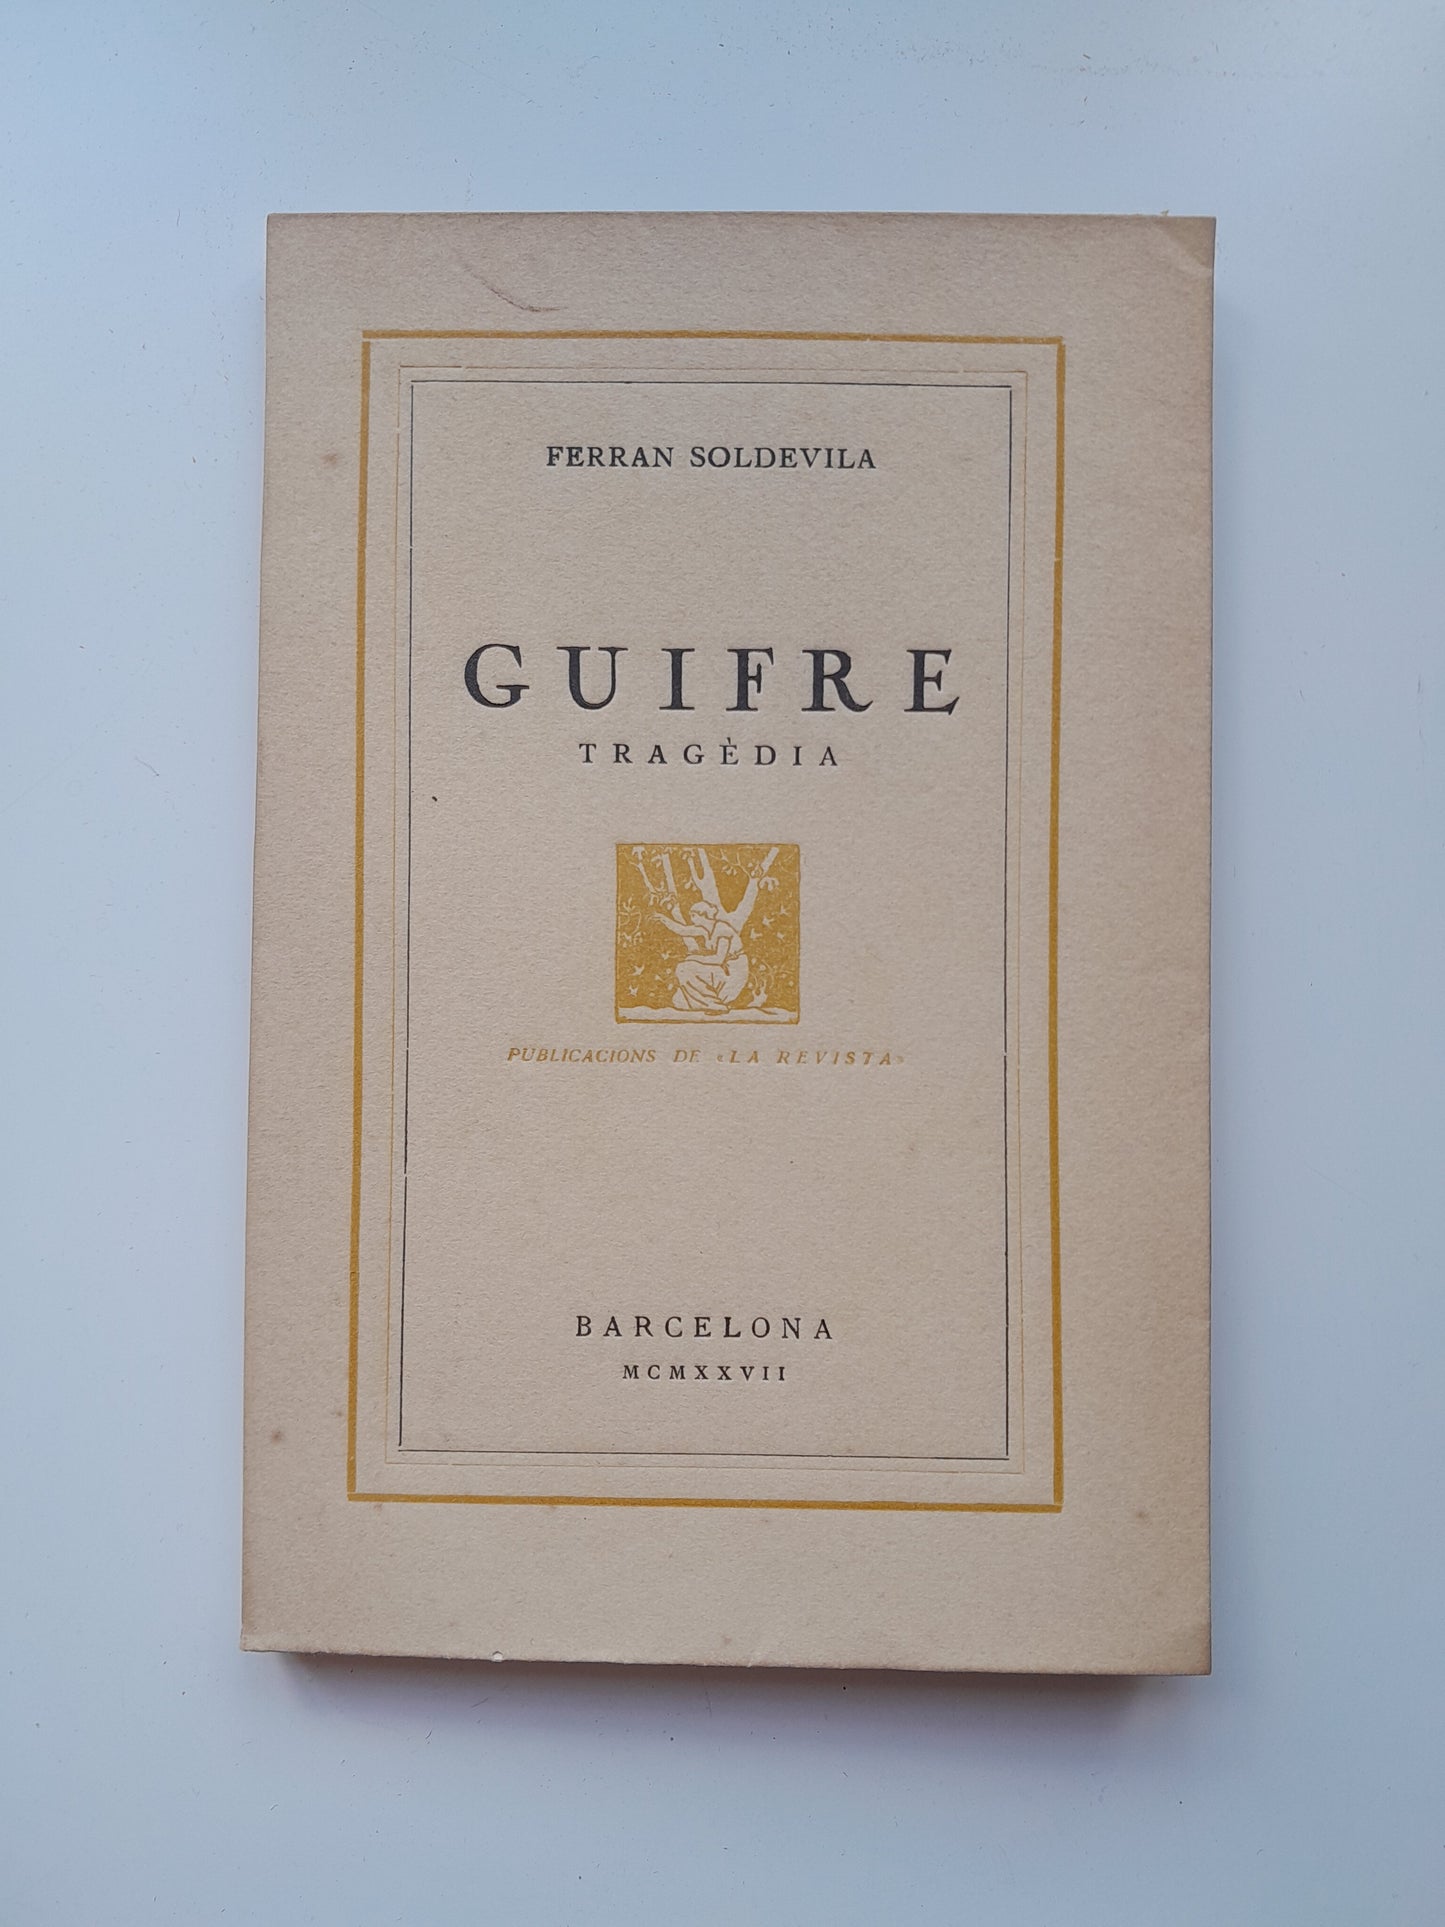 FERRAN SOLDEVILA
GUIFRE
TRAGÈDIA
PUBLICACIONS DE «LA REVISTA»
BARCELONA
MCMXXVII